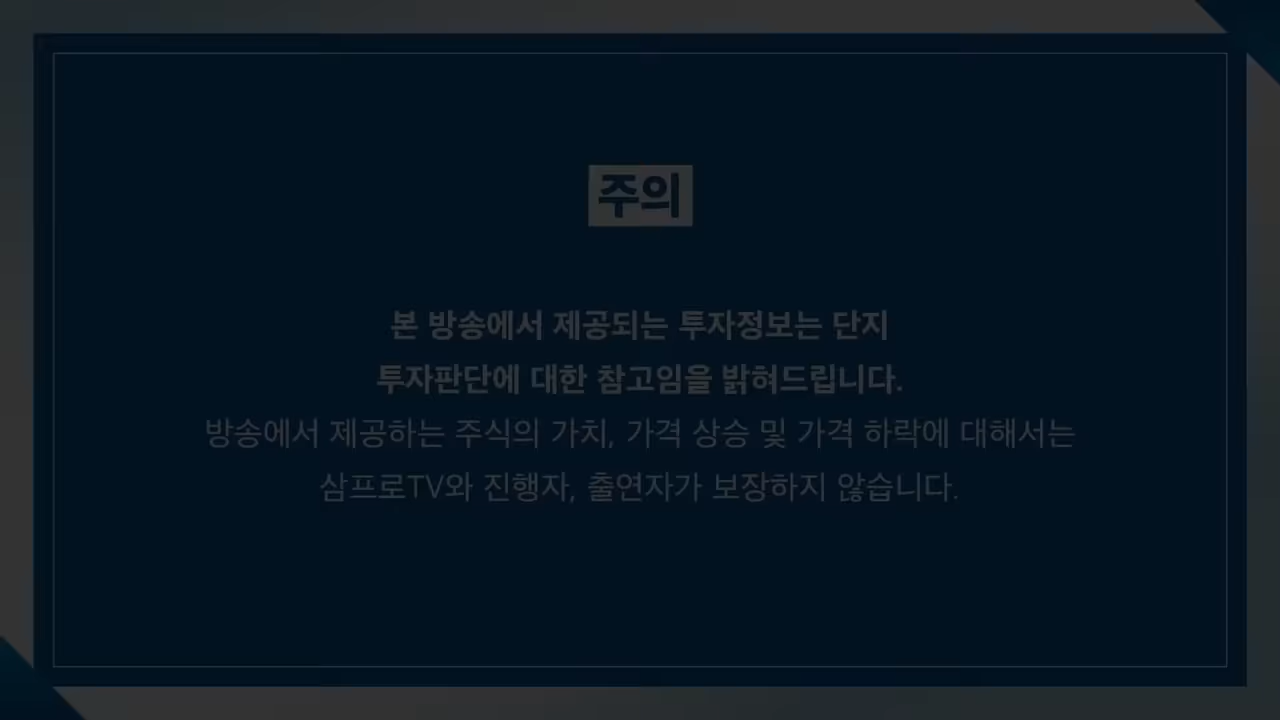 주의
본 방송에서 제공되는 투자정보는 단지
투자판단에 대한 참고임을 밝혀드립니다.
방송에서 제공하는 주식의 가치, 가격 상승 및 가격 하락에 대해서는
삼프로TV와 진행자, 출연자가 보장하지 않습니다.